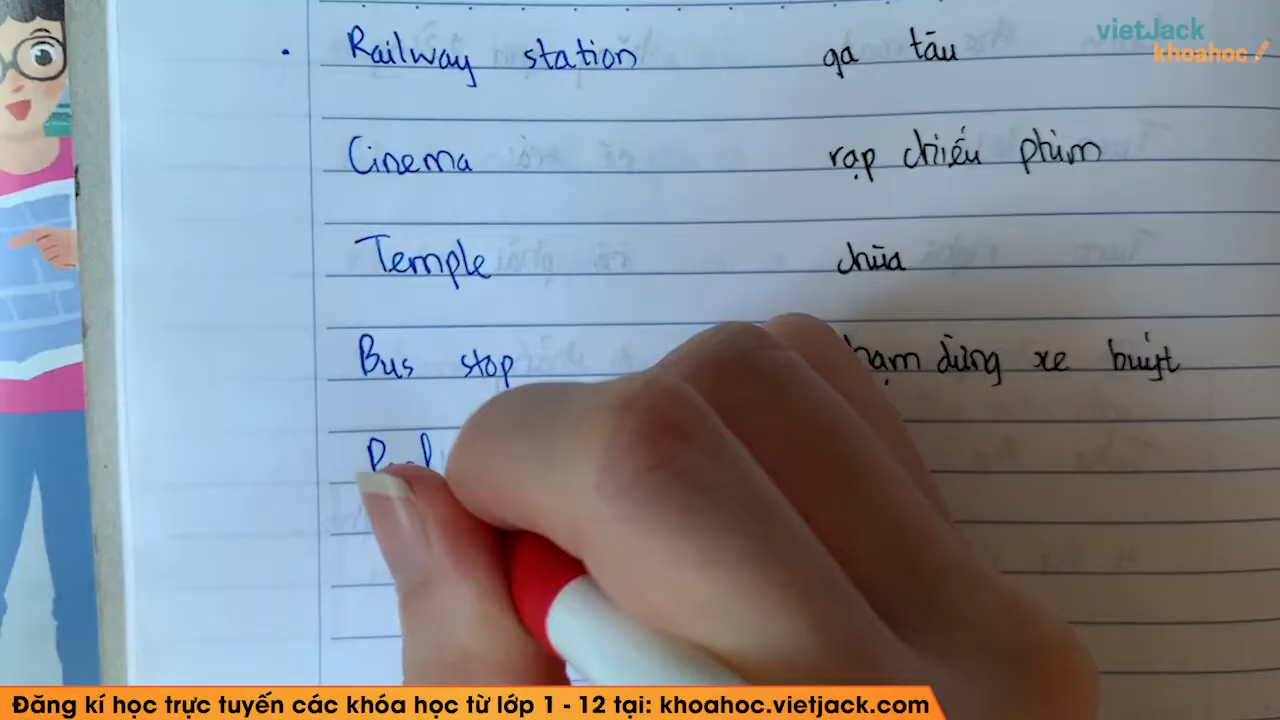 vietJack
khoahoc
Railway station ga tàu
Cinema rạp chiếu phim
Temple chùa
Bus stop dừng xe buýt
Đăng kí học trực tuyến các khóa học từ lớp 1 - 12 tại: khoahoc.vietjack.com